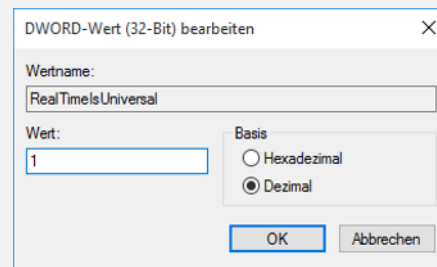 DWORD-Wert (32-Bit) bearbeiten
Wertname:
RealTimeIsUniversal
Wert:
1
Basis
Hexadezimal
Dezimal
OK
Abbrechen